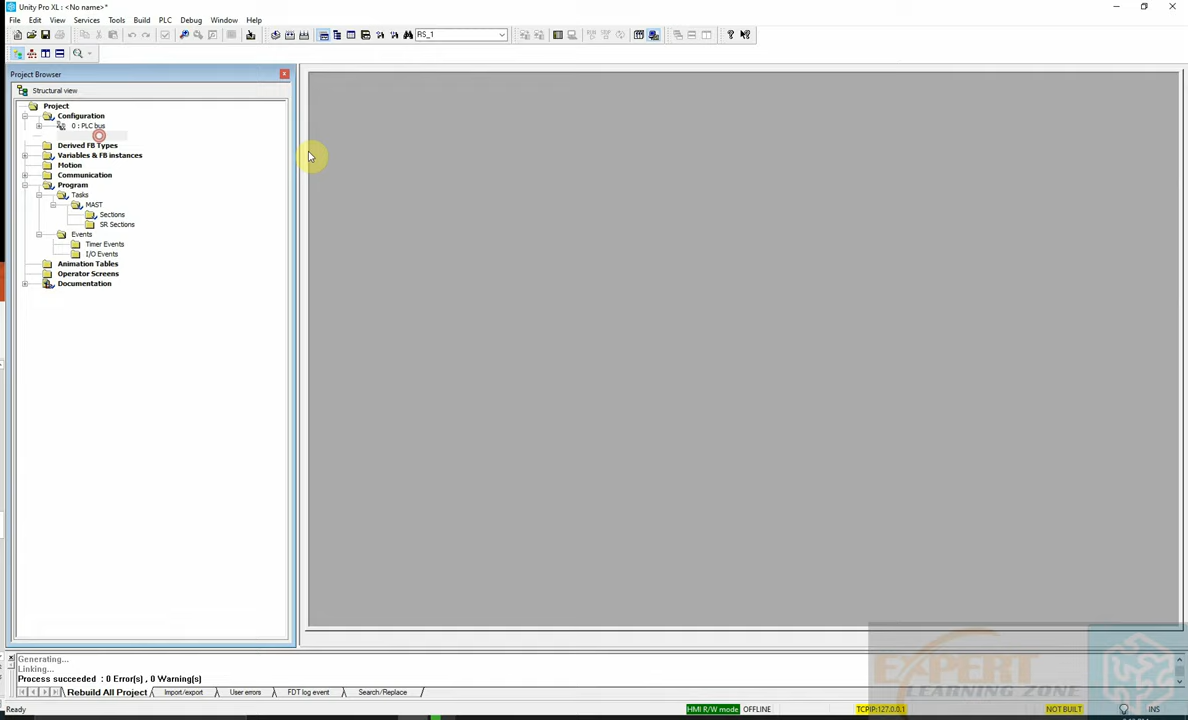 Unity Pro XL : <No name>*
File Edit View Services Tools Build PLC Debug Window Help
RS_1
Project Browser
Structural view
Project
Configuration
0 : PLC bus
Derived FB Types
Variables & FB instances
Motion
Communication
Program
Tasks
MAST
Sections
SR Sections
Events
Timer Events
I/O Events
Animation Tables
Operator Screens
Documentation
Generating...
Linking...
Process succeeded : 0 Error(s) , 0 Warning(s)
Rebuild All Project Import/export User errors FDT log event Search/Replace
EXPERT
LEARNING ZONE
Ready HMI R/W mode OFFLINE TCPIP:127.0.0.1 NOT BUILT INS